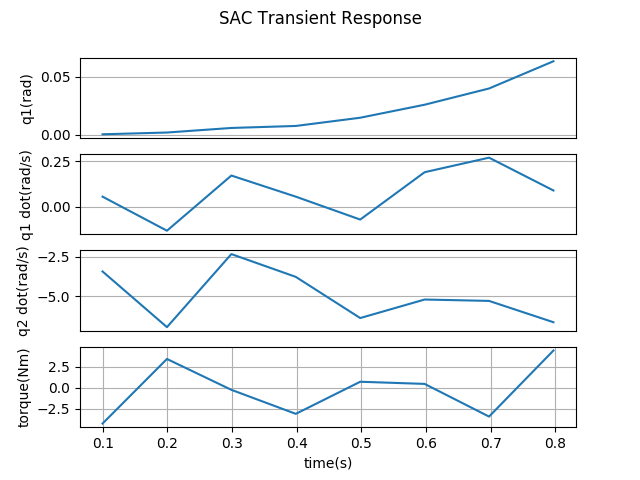 SAC Transient Response
q1(rad)
0.05
0.00
q1 dot(rad/s)
0.25
0.00
q2 dot(rad/s)
−2.5
−5.0
torque(Nm)
2.5
0.0
−2.5
0.1 0.2 0.3 0.4 0.5 0.6 0.7 0.8
time(s)